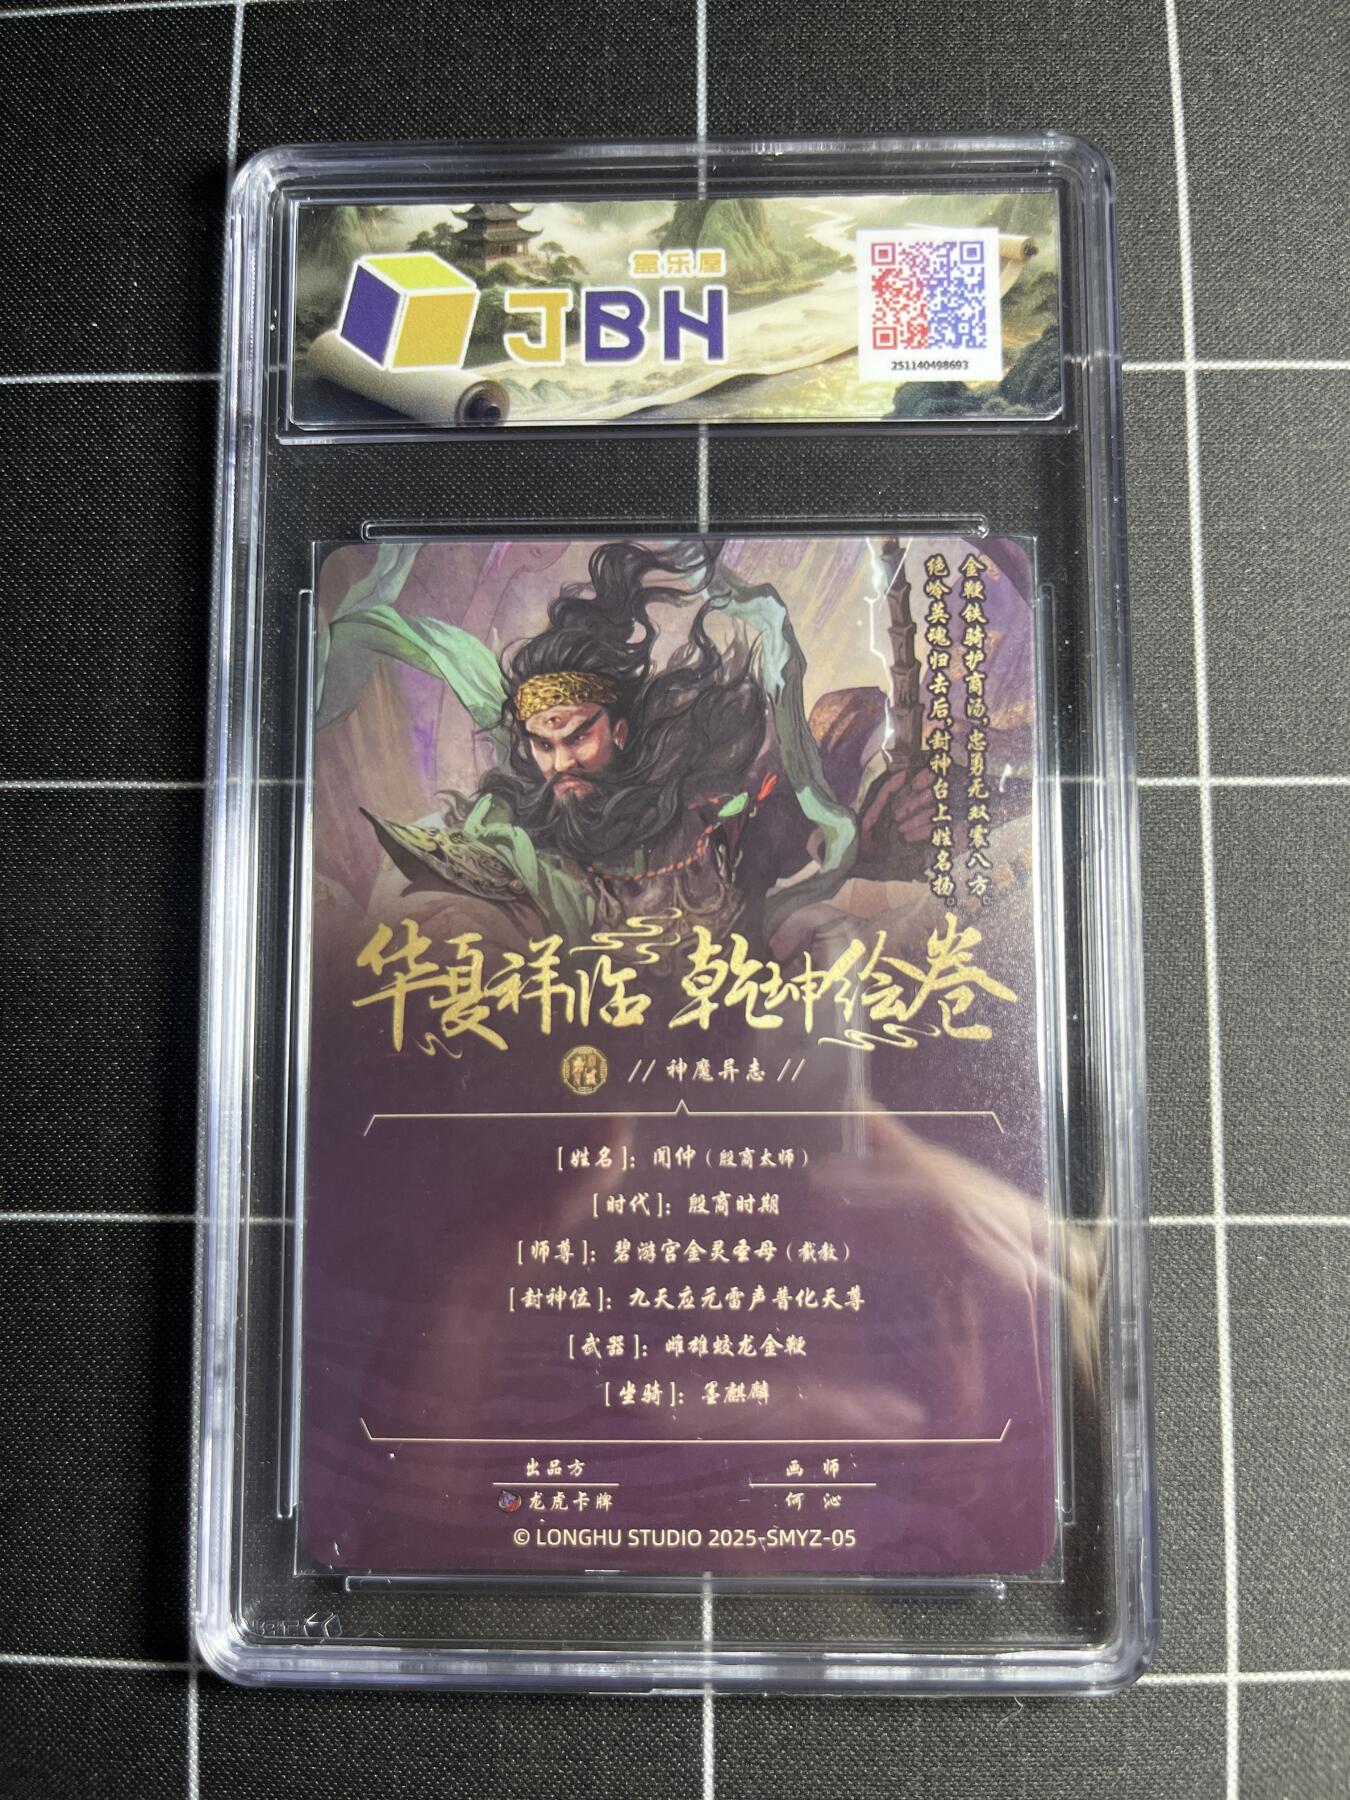 盒乐屋
JBH
251140498693
金鞭铁骑护商汤，忠勇无双震八方。
绝岭英魂归去后，封神台上姓名扬。
华夏祥临 乾坤绘卷
// 神魔异志 //
[姓名]：闻仲（殷商太师）
[时代]：殷商时期
[师尊]：碧游宫金灵圣母（截教）
[封神位]：九天应元雷声普化天尊
[武器]：雌雄蛟龙金鞭
[坐骑]：墨麒麟
出品方
龙虎卡牌
画 师
何 沁
© LONGHU STUDIO 2025-SMYZ-05